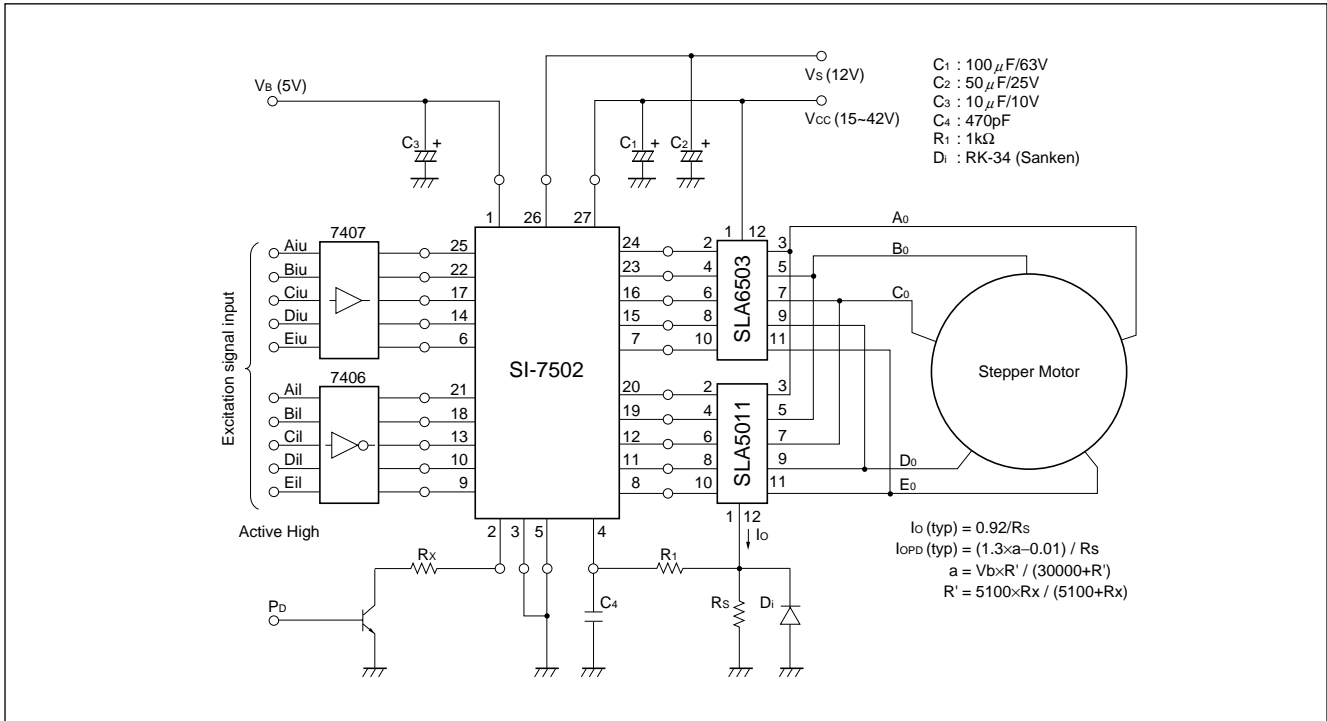 VB (5V)
VS (12V)
VCC (15~42V)
C1 : 100μF/63V
C2 : 50μF/25V
C3 : 10μF/10V
C4 : 470pF
R1 : 1kΩ
Di : RK-34 (Sanken)
C3 +
C1 +
C2 +
1 26 27
Excitation signal input
7407
Aiu
Biu
Ciu
Diu
Eiu
25
22
17
14
6
7406
Ail
Bil
Cil
Dil
Eil
21
18
13
10
9
Active High
SI-7502
24
23
16
15
7
20
19
12
11
8
2 3 5 4
1 12
2 3
4 5
6 7
8 9
10 11
SLA6503
2 3
4 5
6 7
8 9
10 11
SLA5011
1 12
IO
A0
B0
C0
D0
E0
Stepper Motor
RX
PD
C4
R1
RS
Di
IO (typ) = 0.92/RS
IOPD (typ) = (1.3×a–0.01) / Rs
a = Vb×R' / (30000+R')
R' = 5100×Rx / (5100+Rx)